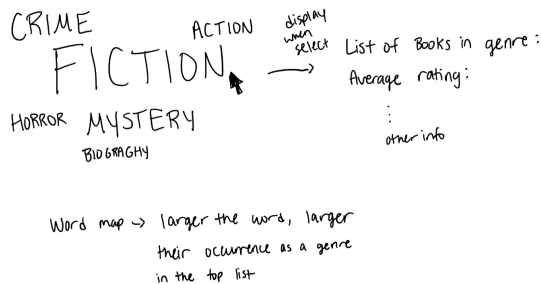 CRIME
ACTION
FICTION
HORROR MYSTERY
BIOGRAGHY
display
when
select
List of Books in genre:
Average rating:
⋮
other info
Word map → larger the word, larger
their occurrence as a genre
in the top list